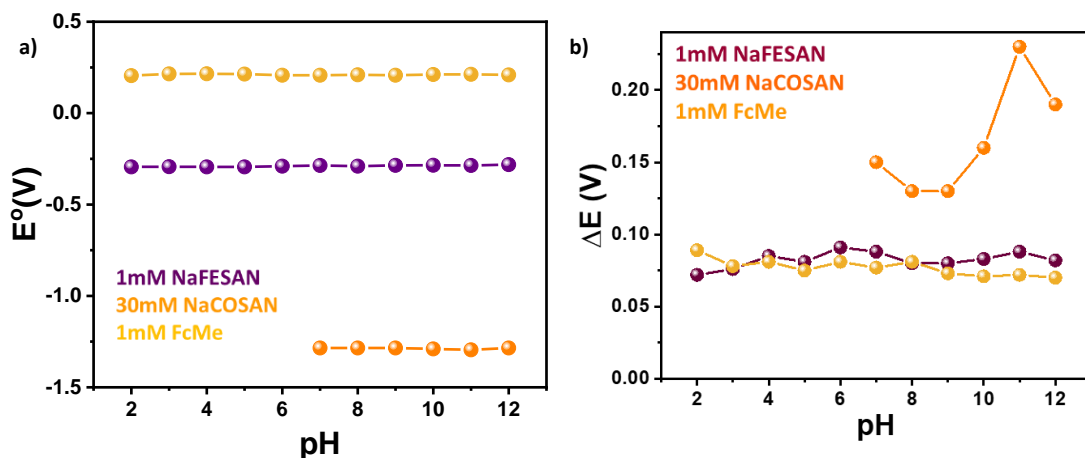 a)
0.5
0.0
-0.5
-1.0
-1.5
E°(V)
1mM NaFESAN
30mM NaCOSAN
1mM FcMe
2 4 6 8 10 12
pH
b)
1mM NaFESAN
30mM NaCOSAN
1mM FcMe
0.20
0.15
0.10
0.05
0.00
ΔE (V)
2 4 6 8 10 12
pH